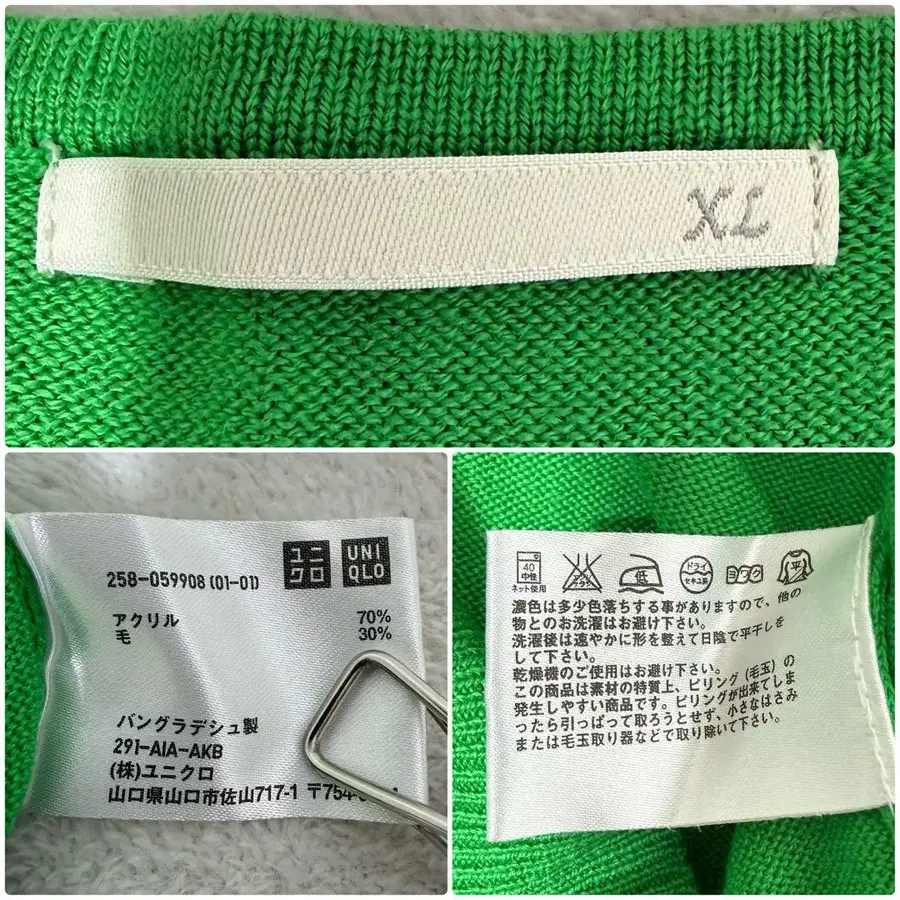 XL
ユニ
クロ
UNI
QLO
258-059908 (01-01)
アクリル 70%
毛 30%
バングラデシュ製
291-AIA-AKB
(株)ユニクロ
山口県山口市佐山717-1 〒754-
40
中性
ネット使用
エンソサラシ
低
ドライ
セキユ系
ヨワク
平
濃色は多少色落ちする事がありますので、他の
物とのお洗濯はお避け下さい。
洗濯後は速やかに形を整えて日陰で平干しを
して下さい。
乾燥機のご使用はお避け下さい。
この商品は素材の特質上、ピリング(毛玉)の
発生しやすい商品です。ピリングが出来てしま
ったら引っぱって取ろうとせず、小さなはさみ
または毛玉取り器などで取り除いて下さい。